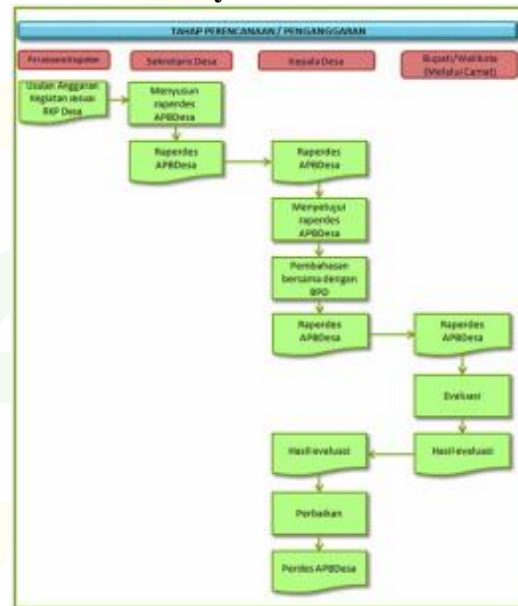 TAHAP PERENCANAAN / PENGANGGARAN
Pelaksana Kegiatan
Sekretaris Desa
Kepala Desa
Bupati/Walikota
(Melalui Camat)
Usulan Anggaran
Kegiatan sesuai
RKP Desa
Menyusun
raperdes
APBDesa
Raperdes
APBDesa
Raperdes
APBDesa
Menyetujui
raperdes
APBDesa
Pembahasan
bersama dengan
BPD
Raperdes
APBDesa
Raperdes
APBDesa
Evaluasi
Hasil evaluasi
Hasil evaluasi
Perbaikan
Perdes APBDesa